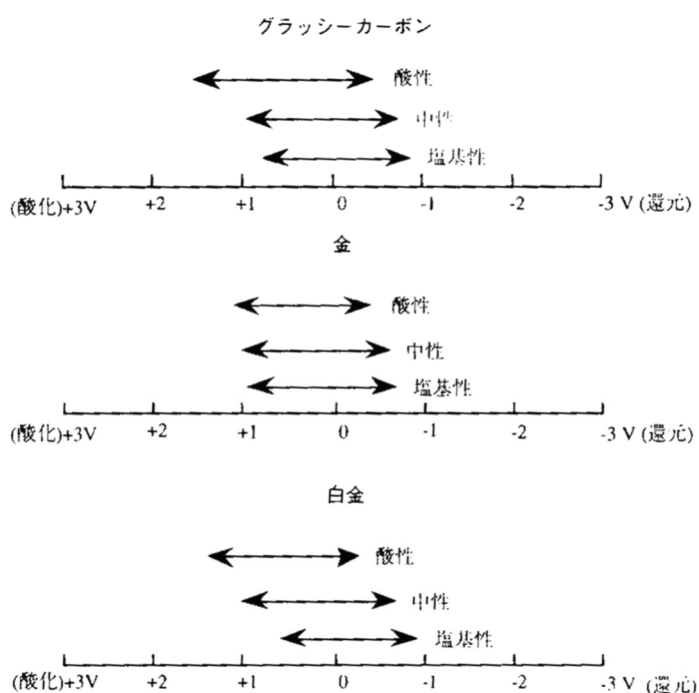 グラッシーカーボン
酸性
中性
塩基性
(酸化)+3V +2 +1 0 -1 -2 -3 V (還元)
金
酸性
中性
塩基性
(酸化)+3V +2 +1 0 -1 -2 -3 V (還元)
白金
酸性
中性
塩基性
(酸化)+3V +2 +1 0 -1 -2 -3 V (還元)